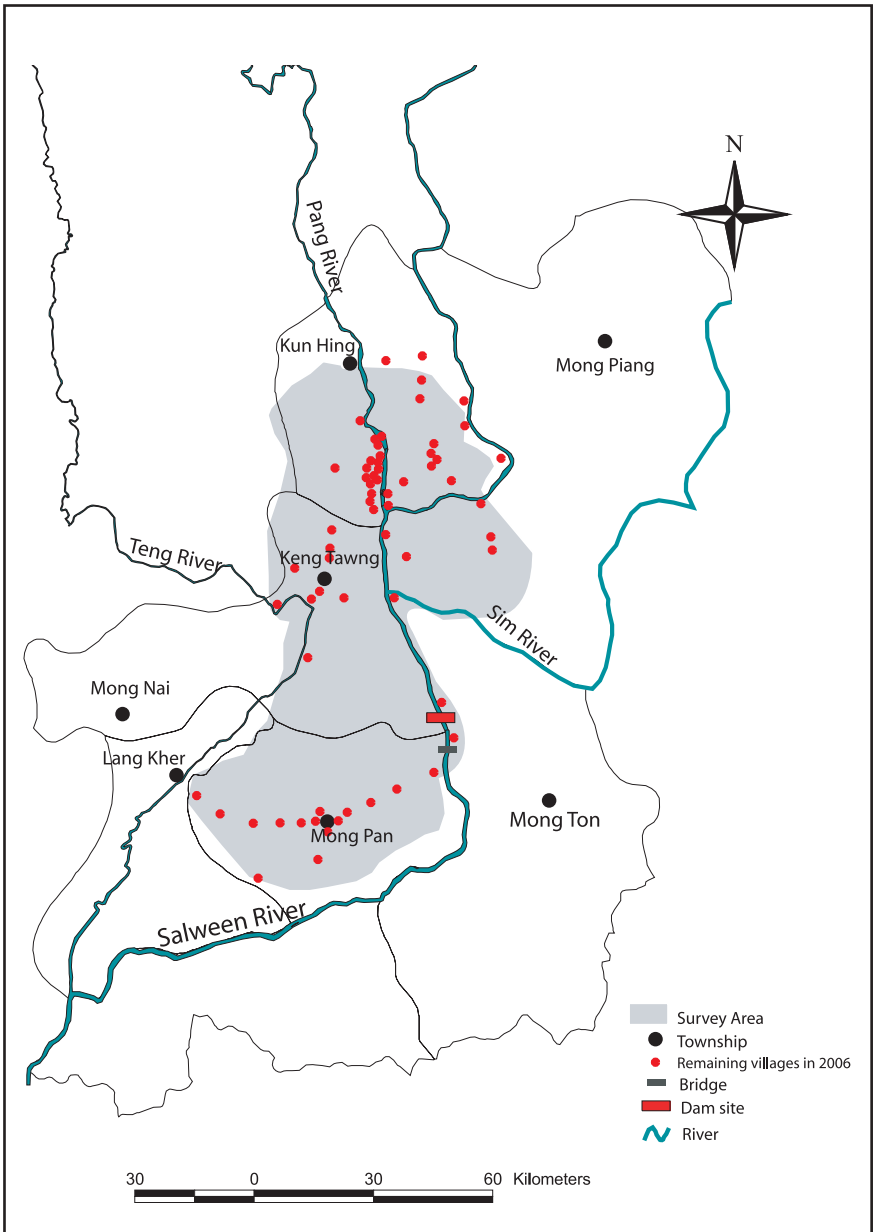 N
Pang River
Kun Hing
Mong Piang
Teng River
Keng Tawng
Sim River
Mong Nai
Lang Kher
Mong Ton
Mong Pan
Salween River
Survey Area
Township
Remaining villages in 2006
Bridge
Dam site
River
30 0 30 60 Kilometers